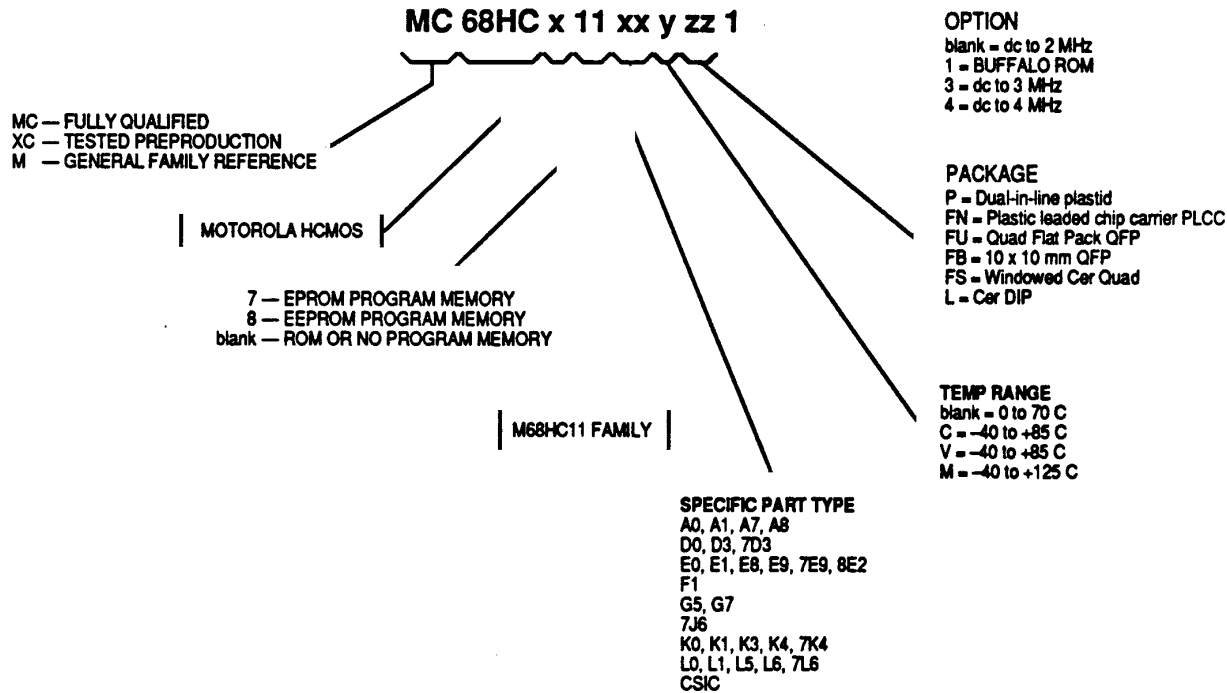 MC 68HC x 11 xx y zz 1
MC — FULLY QUALIFIED
XC — TESTED PREPRODUCTION
M — GENERAL FAMILY REFERENCE
MOTOROLA HCMOS
7 — EPROM PROGRAM MEMORY
8 — EEPROM PROGRAM MEMORY
blank — ROM OR NO PROGRAM MEMORY
M68HC11 FAMILY
SPECIFIC PART TYPE
A0, A1, A7, A8
D0, D3, 7D3
E0, E1, E8, E9, 7E9, 8E2
F1
G5, G7
7J6
K0, K1, K3, K4, 7K4
L0, L1, L5, L6, 7L6
CSIC
TEMP RANGE
blank = 0 to 70 C
C = –40 to +85 C
V = –40 to +85 C
M = –40 to +125 C
PACKAGE
P = Dual-in-line plastid
FN = Plastic leaded chip carrier PLCC
FU = Quad Flat Pack QFP
FB = 10 x 10 mm QFP
FS = Windowed Cer Quad
L = Cer DIP
OPTION
blank = dc to 2 MHz
1 = BUFFALO ROM
3 = dc to 3 MHz
4 = dc to 4 MHz